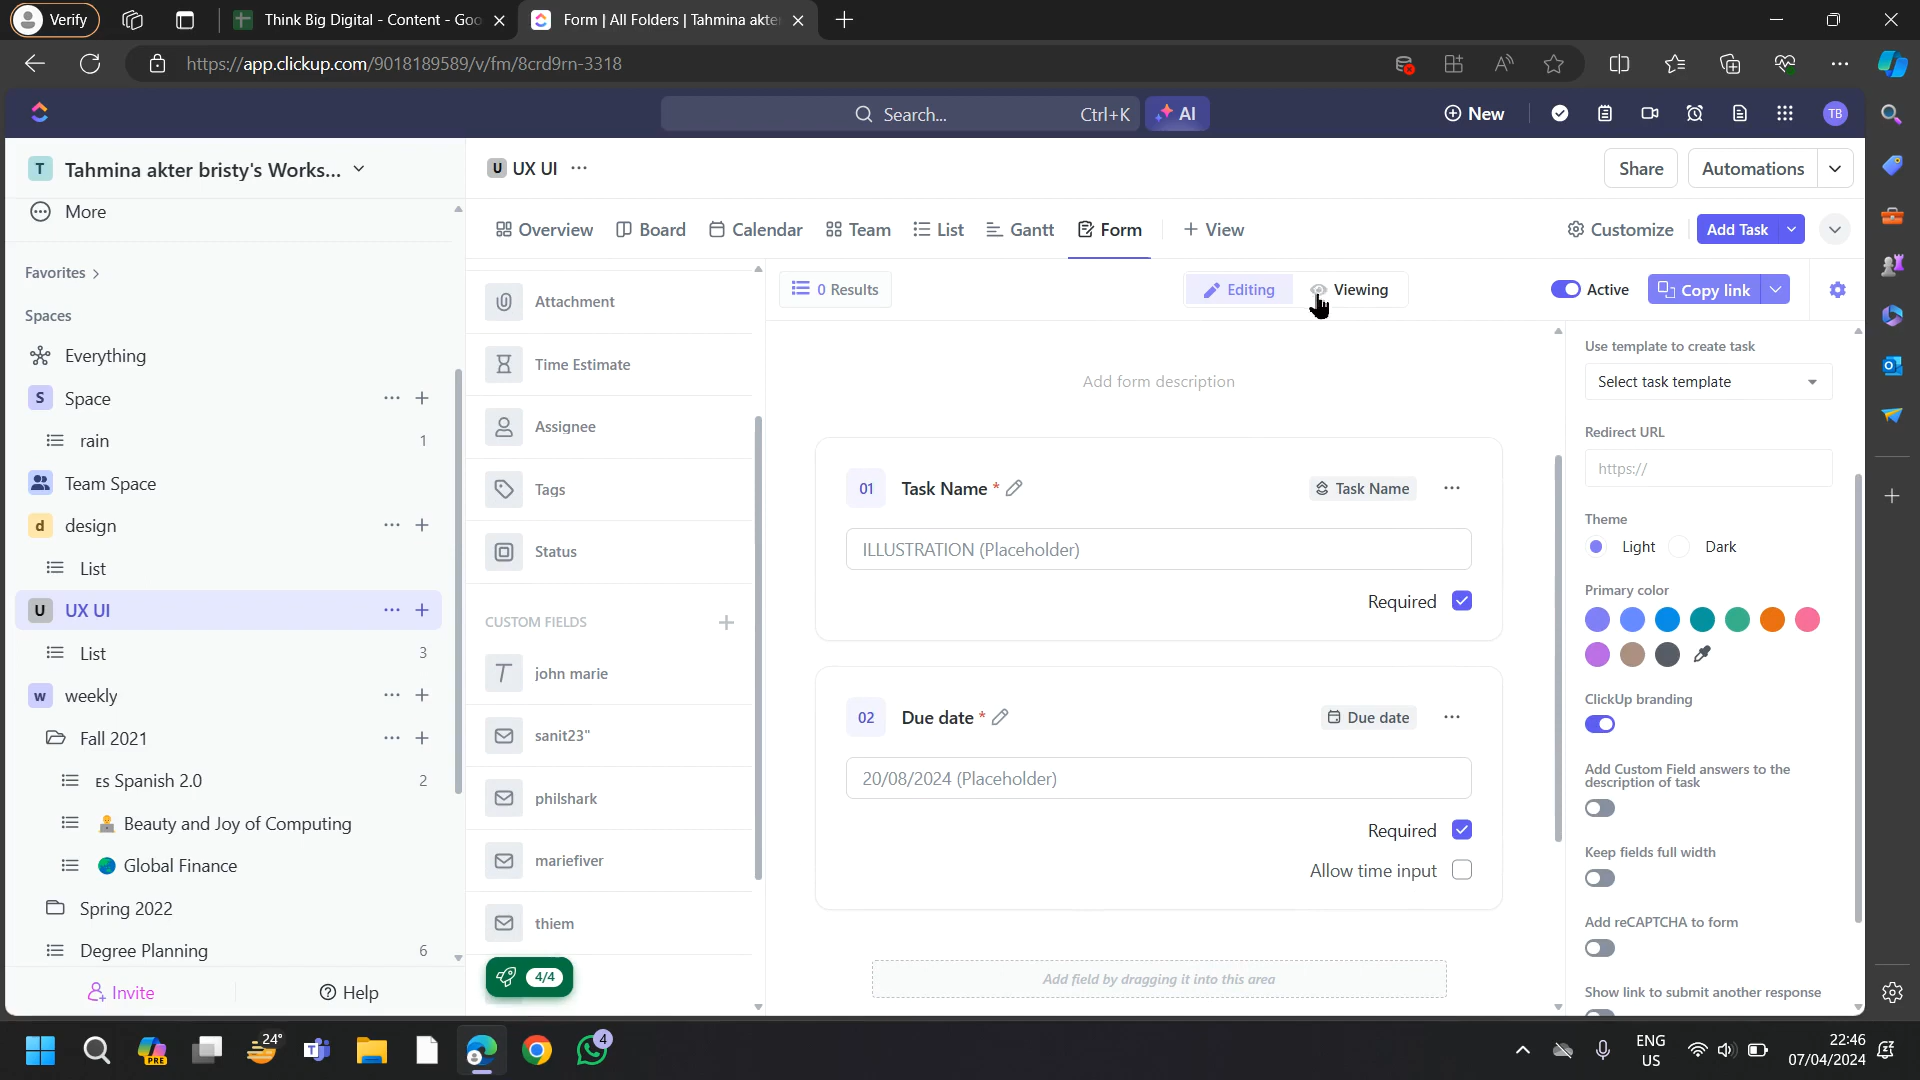 Verify
Think Big Digital - Content - Goo
Form | All Folders | Tahmina akte
https://app.clickup.com/9018189589/v/fm/8crd9rn-3318
Search...
Ctrl+K
AI
New
TB
T Tahmina akter bristy's Works...
U UX UI
Share
Automations
More
Overview
Board
Calendar
Team
List
Gantt
Form
+ View
Customize
Add Task
Favorites >
Spaces
Everything
S Space
rain 1
Team Space
d design
List
U UX UI
List 3
w weekly
Fall 2021
ES Spanish 2.0 2
Beauty and Joy of Computing
Global Finance
Spring 2022
Degree Planning 6
Invite
Help
Attachment
Time Estimate
Assignee
Tags
Status
CUSTOM FIELDS
john marie
sanit23"
philshark
mariefiver
thiem
4/4
0 Results
Editing
Viewing
Active
Copy link
Add form description
01 Task Name *
Task Name
ILLUSTRATION (Placeholder)
Required
02 Due date *
Due date
20/08/2024 (Placeholder)
Required
Allow time input
Add field by dragging it into this area
Use template to create task
Select task template
Redirect URL
https://
Theme
Light
Dark
Primary color
ClickUp branding
Add Custom Field answers to the
description of task
Keep fields full width
Add reCAPTCHA to form
Show link to submit another response
24°
PRE
4
ENG
US
22:46
07/04/2024